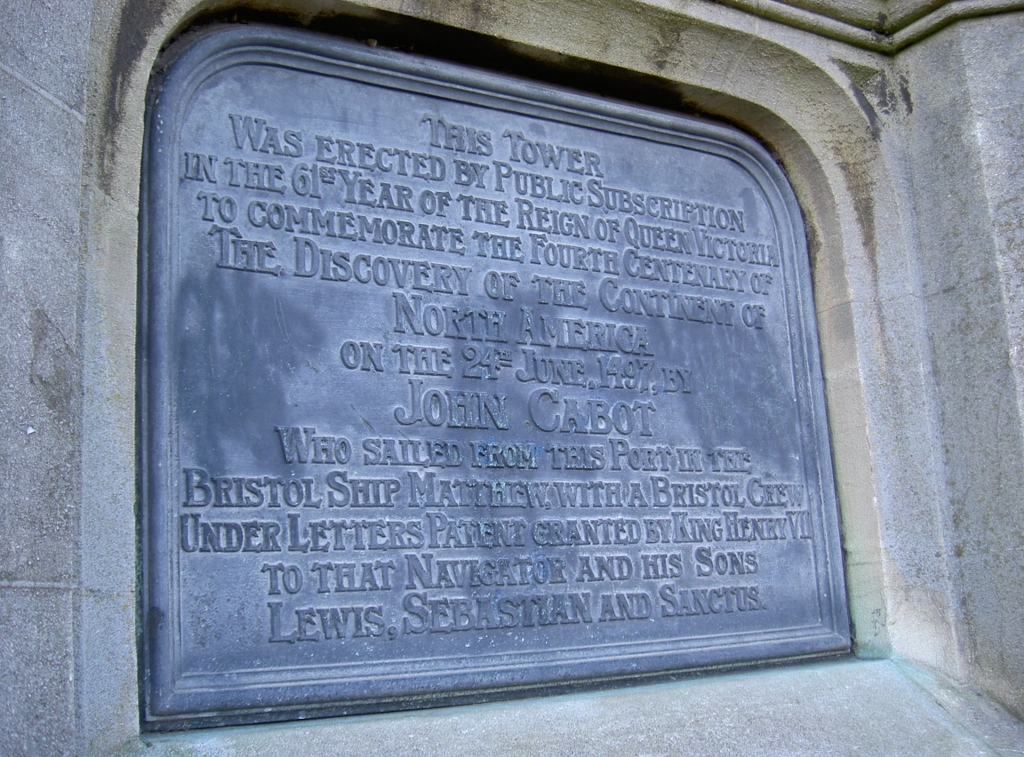 THIS TOWER
WAS ERECTED BY PUBLIC SUBSCRIPTION
IN THE 61ST YEAR OF THE REIGN OF QUEEN VICTORIA
TO COMMEMORATE THE FOURTH CENTENARY OF
THE DISCOVERY OF THE CONTINENT OF
NORTH AMERICA
ON THE 24TH JUNE, 1497, BY
JOHN CABOT
WHO SAILED FROM THIS PORT IN THE
BRISTOL SHIP MATTHEW, WITH A BRISTOL CREW
UNDER LETTERS PATENT GRANTED BY KING HENRY VII
TO THAT NAVIGATOR AND HIS SONS
LEWIS, SEBASTIAN AND SANCTUS.